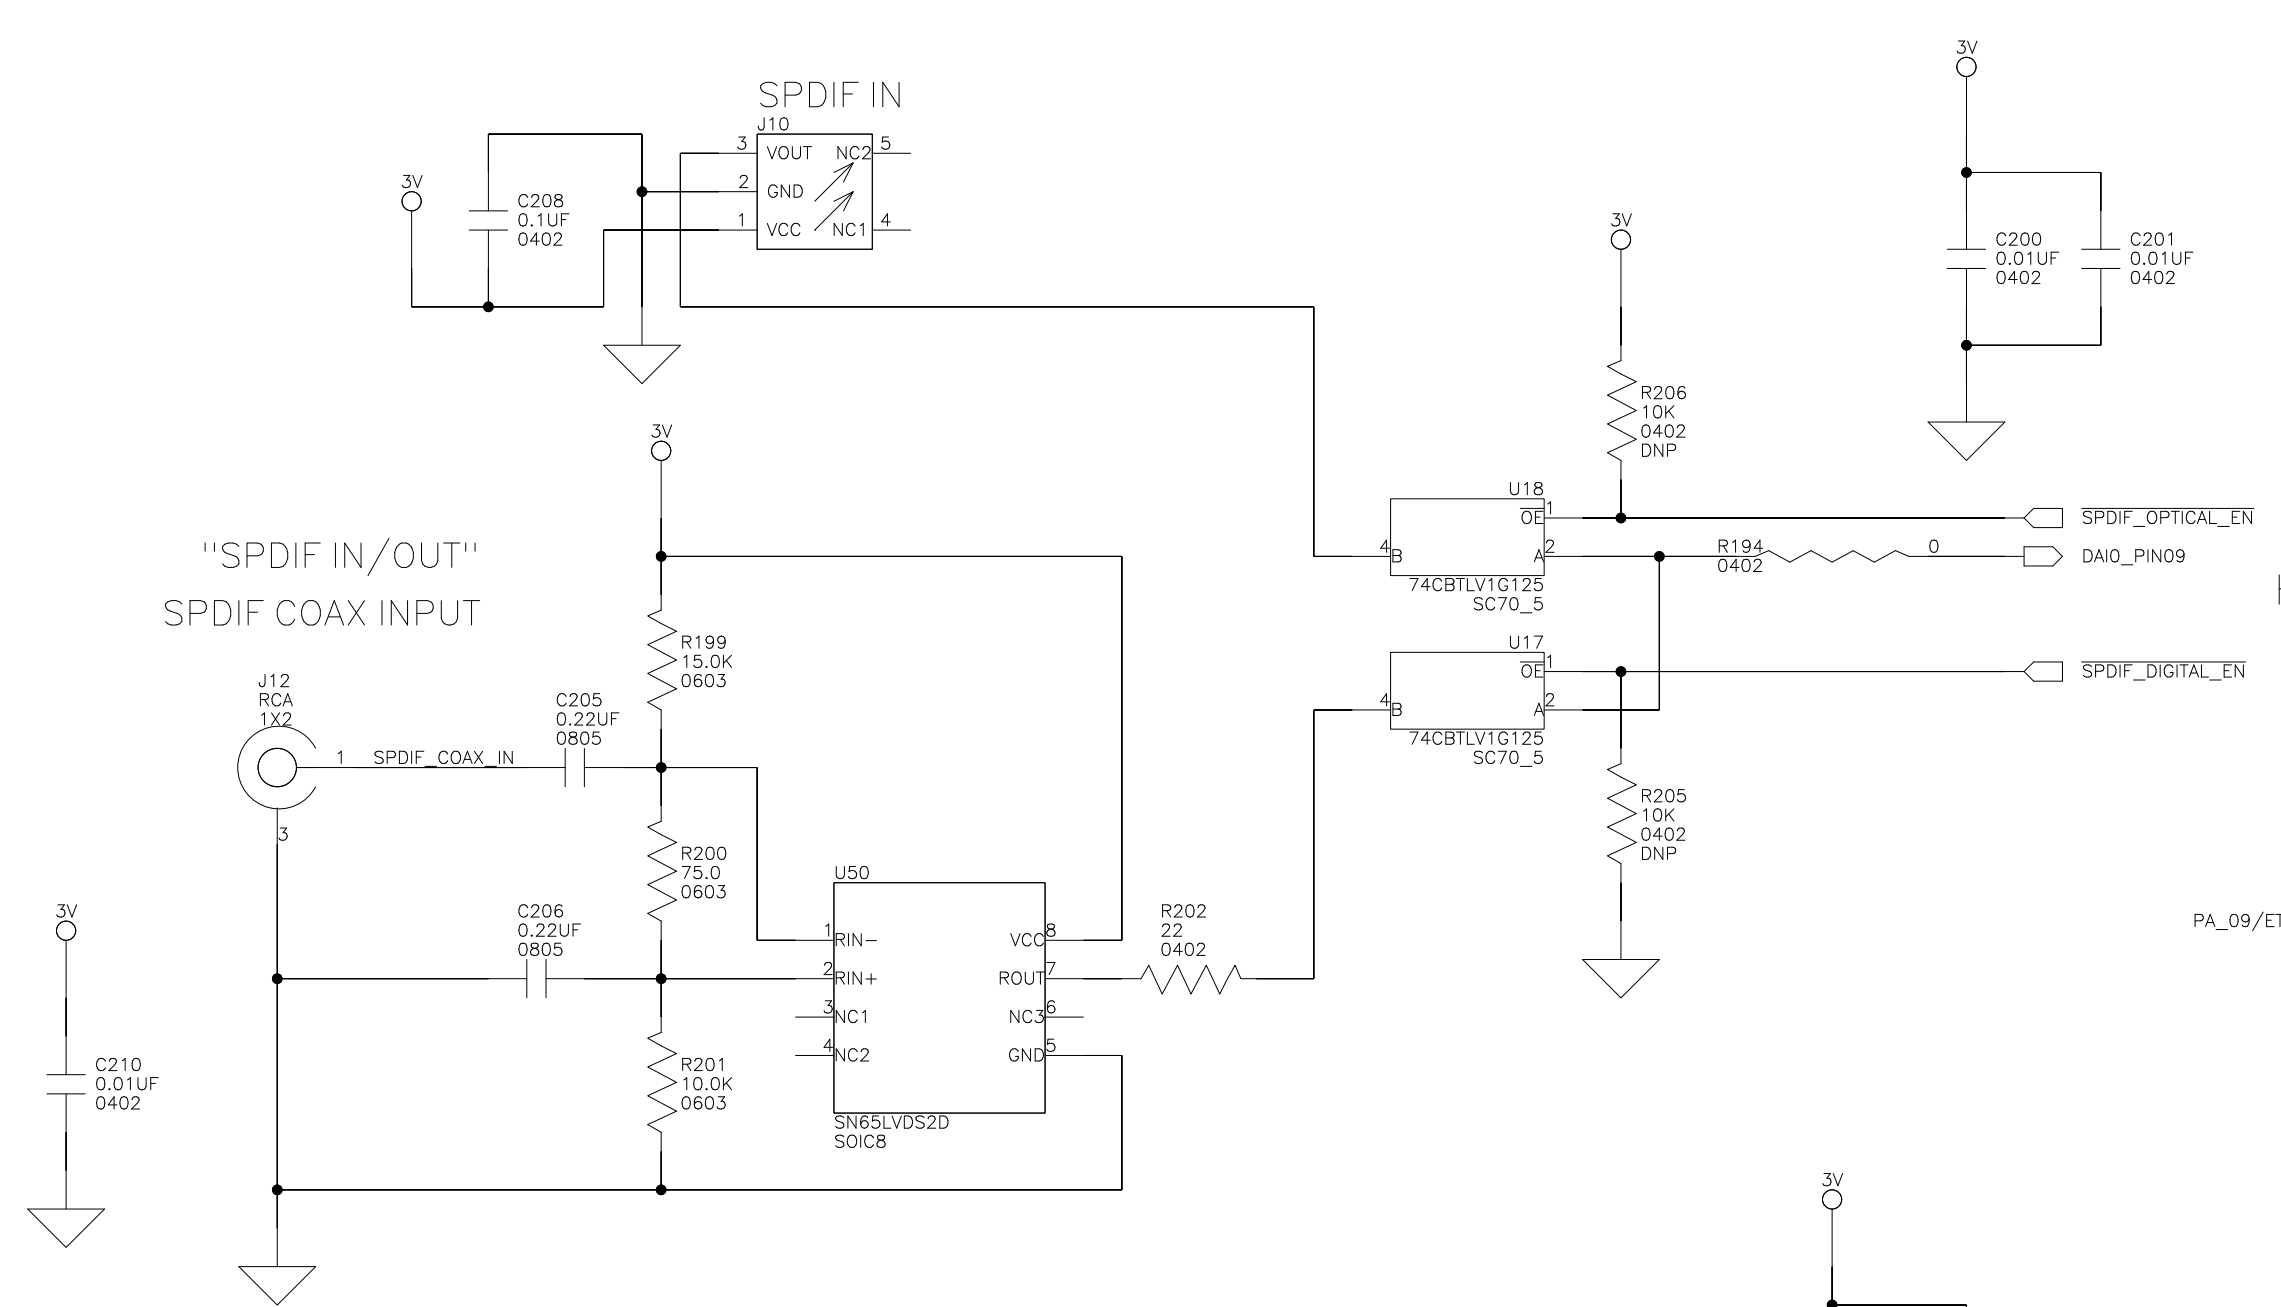 3V
SPDIF IN
J10
3 VOUT NC2 5
2 GND
1 VCC NC1 4
3V
C208
0.1UF
0402
3V
3V
C200
0.01UF
0402
C201
0.01UF
0402
R206
10K
0402
DNP
3V
U18
OE 1
SPDIF_OPTICAL_EN
4 B A 2
R194 0
0402
DAI0_PIN09
74CBTLV1G125
SC70_5
"SPDIF IN/OUT"
SPDIF COAX INPUT
R199
15.0K
0603
U17
OE 1
SPDIF_DIGITAL_EN
4 B A 2
74CBTLV1G125
SC70_5
J12
RCA
1X2
1 SPDIF_COAX_IN
3
C205
0.22UF
0805
R205
10K
0402
DNP
R200
75.0
0603
U50
1 RIN- VCC 8
2 RIN+ ROUT 7
3 NC1 NC3 6
4 NC2 GND 5
SN65LVDS2D
SOIC8
C206
0.22UF
0805
R202
22
0402
3V
PA_09/ET
C210
0.01UF
0402
R201
10.0K
0603
3V